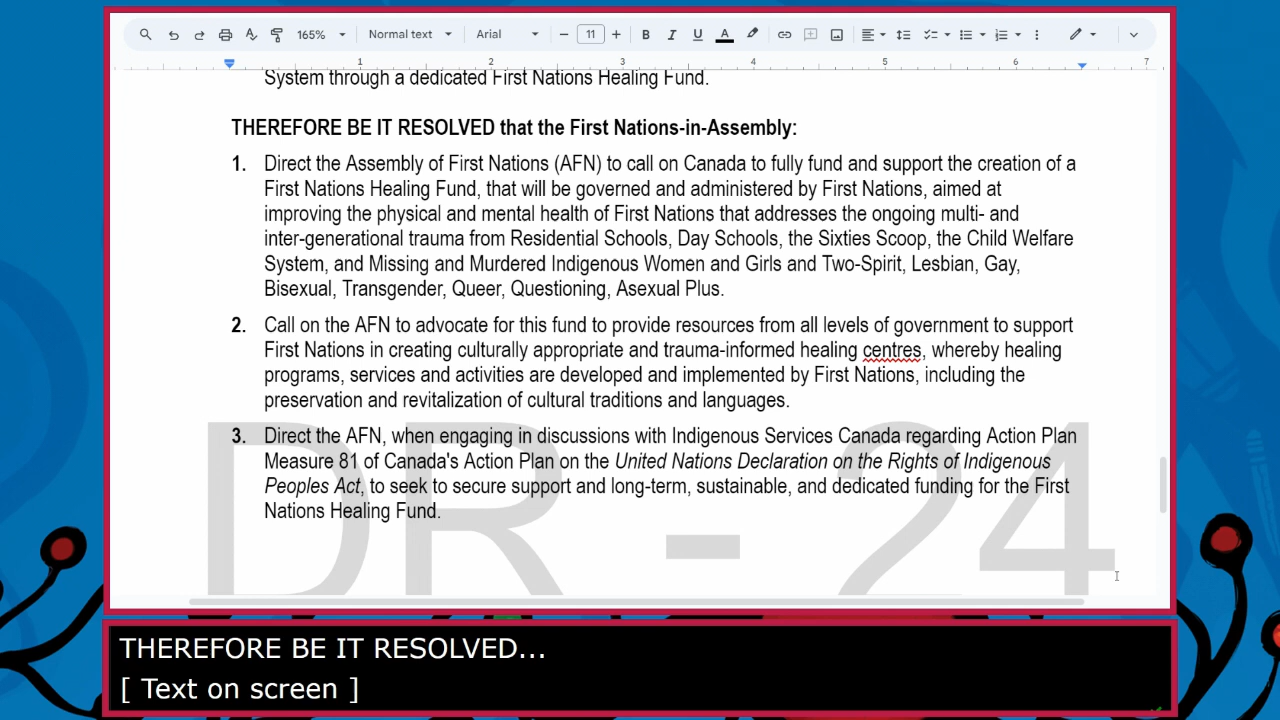 165%
Normal text
Arial
11
B I U A
1 2 3 4 5 6 7
System through a dedicated First Nations Healing Fund.
THEREFORE BE IT RESOLVED that the First Nations-in-Assembly:
1. Direct the Assembly of First Nations (AFN) to call on Canada to fully fund and support the creation of a
First Nations Healing Fund, that will be governed and administered by First Nations, aimed at
improving the physical and mental health of First Nations that addresses the ongoing multi- and
inter-generational trauma from Residential Schools, Day Schools, the Sixties Scoop, the Child Welfare
System, and Missing and Murdered Indigenous Women and Girls and Two-Spirit, Lesbian, Gay,
Bisexual, Transgender, Queer, Questioning, Asexual Plus.
2. Call on the AFN to advocate for this fund to provide resources from all levels of government to support
First Nations in creating culturally appropriate and trauma-informed healing centres, whereby healing
programs, services and activities are developed and implemented by First Nations, including the
preservation and revitalization of cultural traditions and languages.
3. Direct the AFN, when engaging in discussions with Indigenous Services Canada regarding Action Plan
Measure 81 of Canada's Action Plan on the United Nations Declaration on the Rights of Indigenous
Peoples Act, to seek to secure support and long-term, sustainable, and dedicated funding for the First
Nations Healing Fund.
DR - 24
THEREFORE BE IT RESOLVED...
[ Text on screen ]